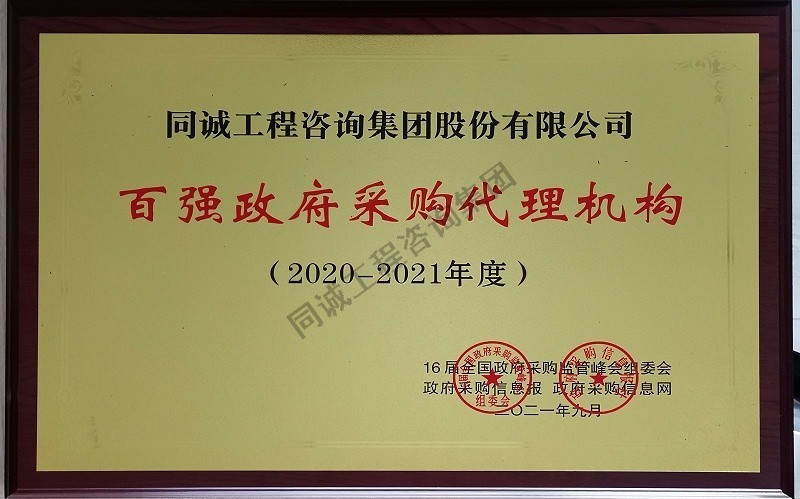 同诚工程咨询集团股份有限公司
百强政府采购代理机构
（2020-2021年度）
同诚工程咨询集团
16届全国政府采购监管峰会组委会
政府采购信息报 政府采购信息网
二〇二一年九月
组委会